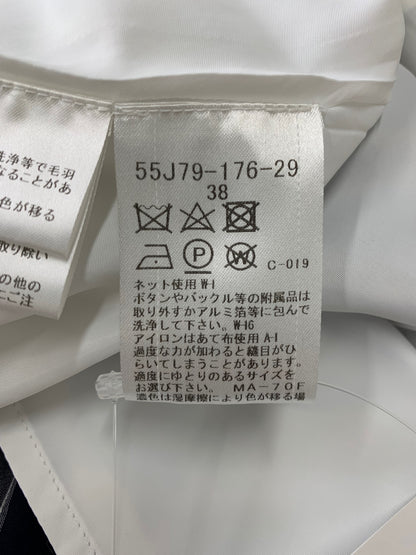 洗浄等で毛羽
なることがあ
色が移る
取り除い
の他の
にご注
55J79-176-29
38
P W C-019
ネット使用 W-1
ボタンやバックル等の附属品は
取り外すかアルミ箔等に包んで
洗浄して下さい。W-16
アイロンはあて布使用 A-1
過度な力が加わると縫目がひ
らいてしまうことがあります。
適度にゆとりのあるサイズを
お選び下さい。 MA-70F
濃色は湿摩擦により色が移る場